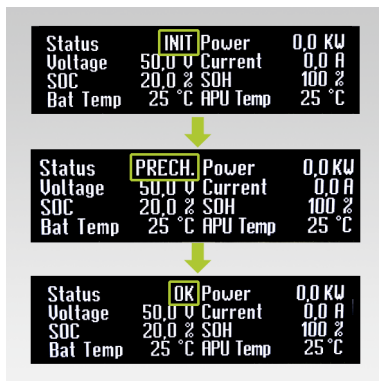 Status INIT Power 0,0 KW
Voltage 50,0 V Current 0,0 A
SOC 20,0 % SOH 100 %
Bat Temp 25 °C APU Temp 25 °C
Status PRECH. Power 0,0 KW
Voltage 50,0 V Current 0,0 A
SOC 20,0 % SOH 100 %
Bat Temp 25 °C APU Temp 25 °C
Status OK Power 0,0 KW
Voltage 50,0 V Current 0,0 A
SOC 20,0 % SOH 100 %
Bat Temp 25 °C APU Temp 25 °C